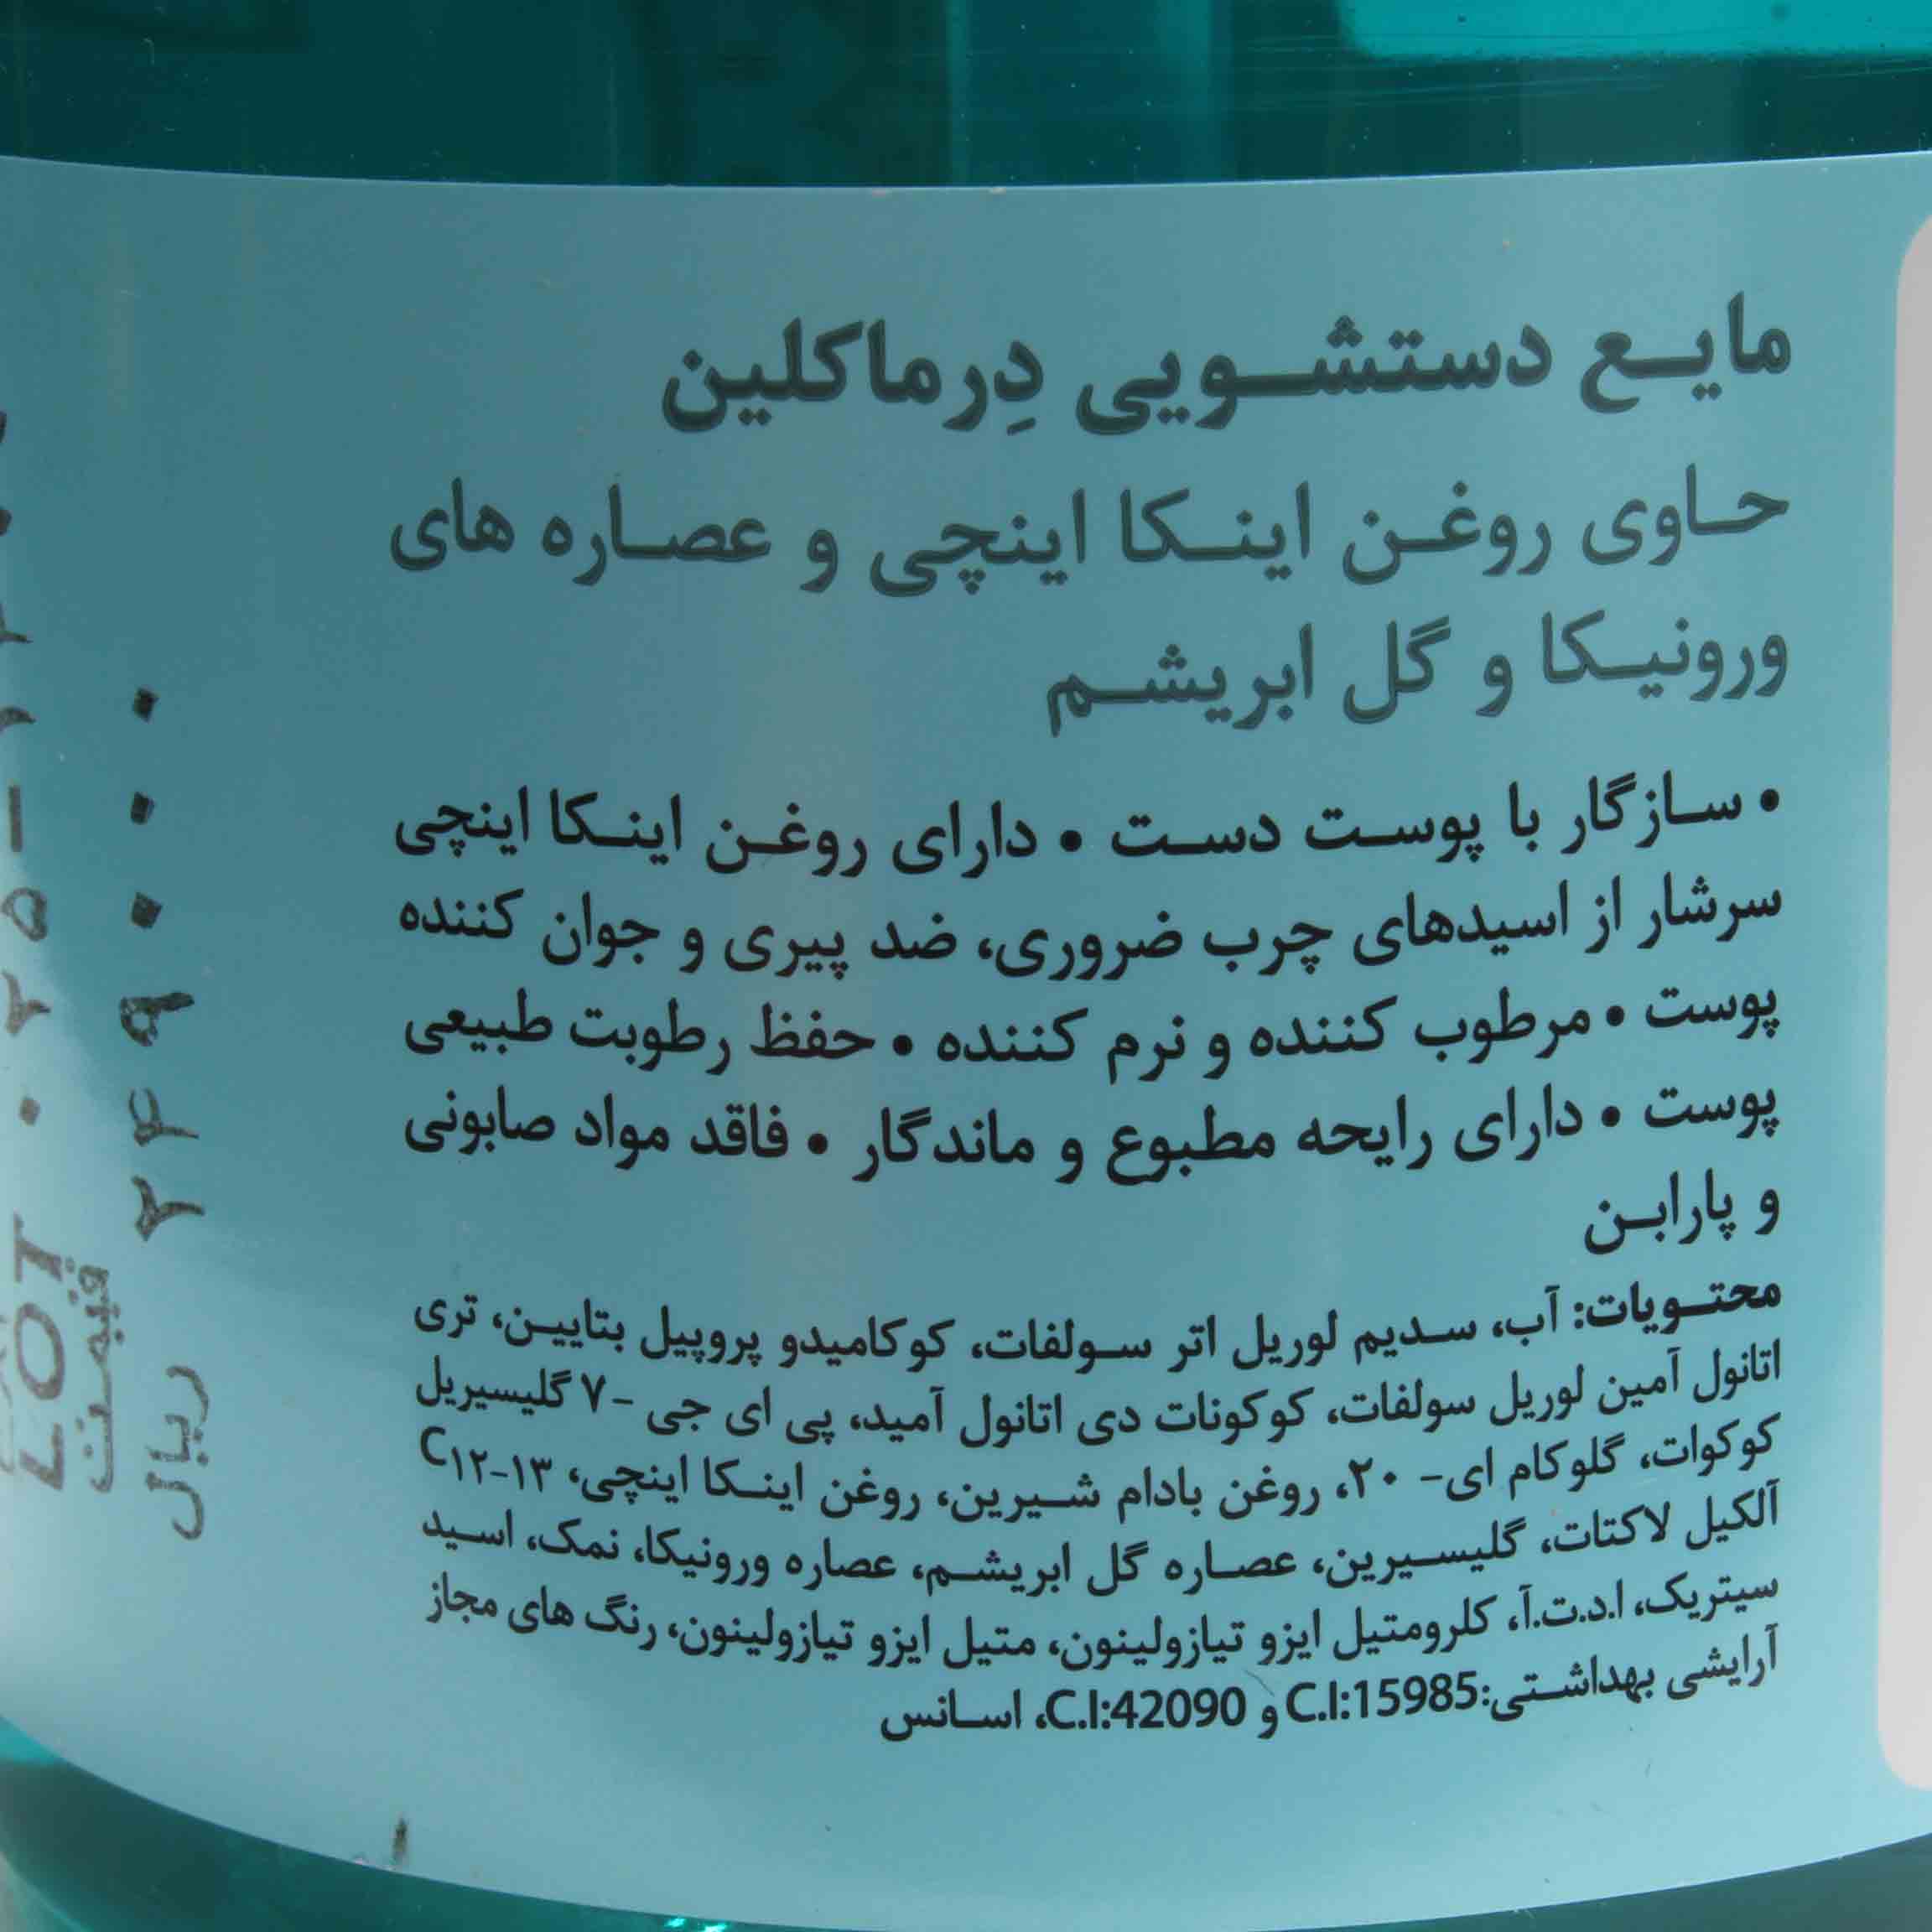 مایع دستشویی دِرماکلین
حاوی روغن اینکا اینچی و عصاره های
ورونیکا و گل ابریشم
• سازگار با پوست دست • دارای روغن اینکا اینچی
سرشار از اسیدهای چرب ضروری، ضد پیری و جوان کننده
پوست • مرطوب کننده و نرم کننده • حفظ رطوبت طبیعی
پوست • دارای رایحه مطبوع و ماندگار • فاقد مواد صابونی
و پارابن
محتویات: آب، سدیم لوریل اتر سولفات، کوکامیدو پروپیل بتایین، تری
اتانول آمین لوریل سولفات، کوکونات دی اتانول آمید، پی ای جی -۷ گلیسیریل
کوکوات، گلوکام ای- ۲۰، روغن بادام شیرین، روغن اینکا اینچی، C۱۲-۱۳
آلکیل لاکتات، گلیسیرین، عصاره گل ابریشم، عصاره ورونیکا، نمک، اسید
سیتریک، ا.د.ت.آ، کلرومتیل ایزو تیازولینون، متیل ایزو تیازولینون، رنگ های مجاز
آرایشی بهداشتی:C.I:15985 و C.I:42090، اسانس
LOT
قیمت
۲۴۹۰۰۰
ریال